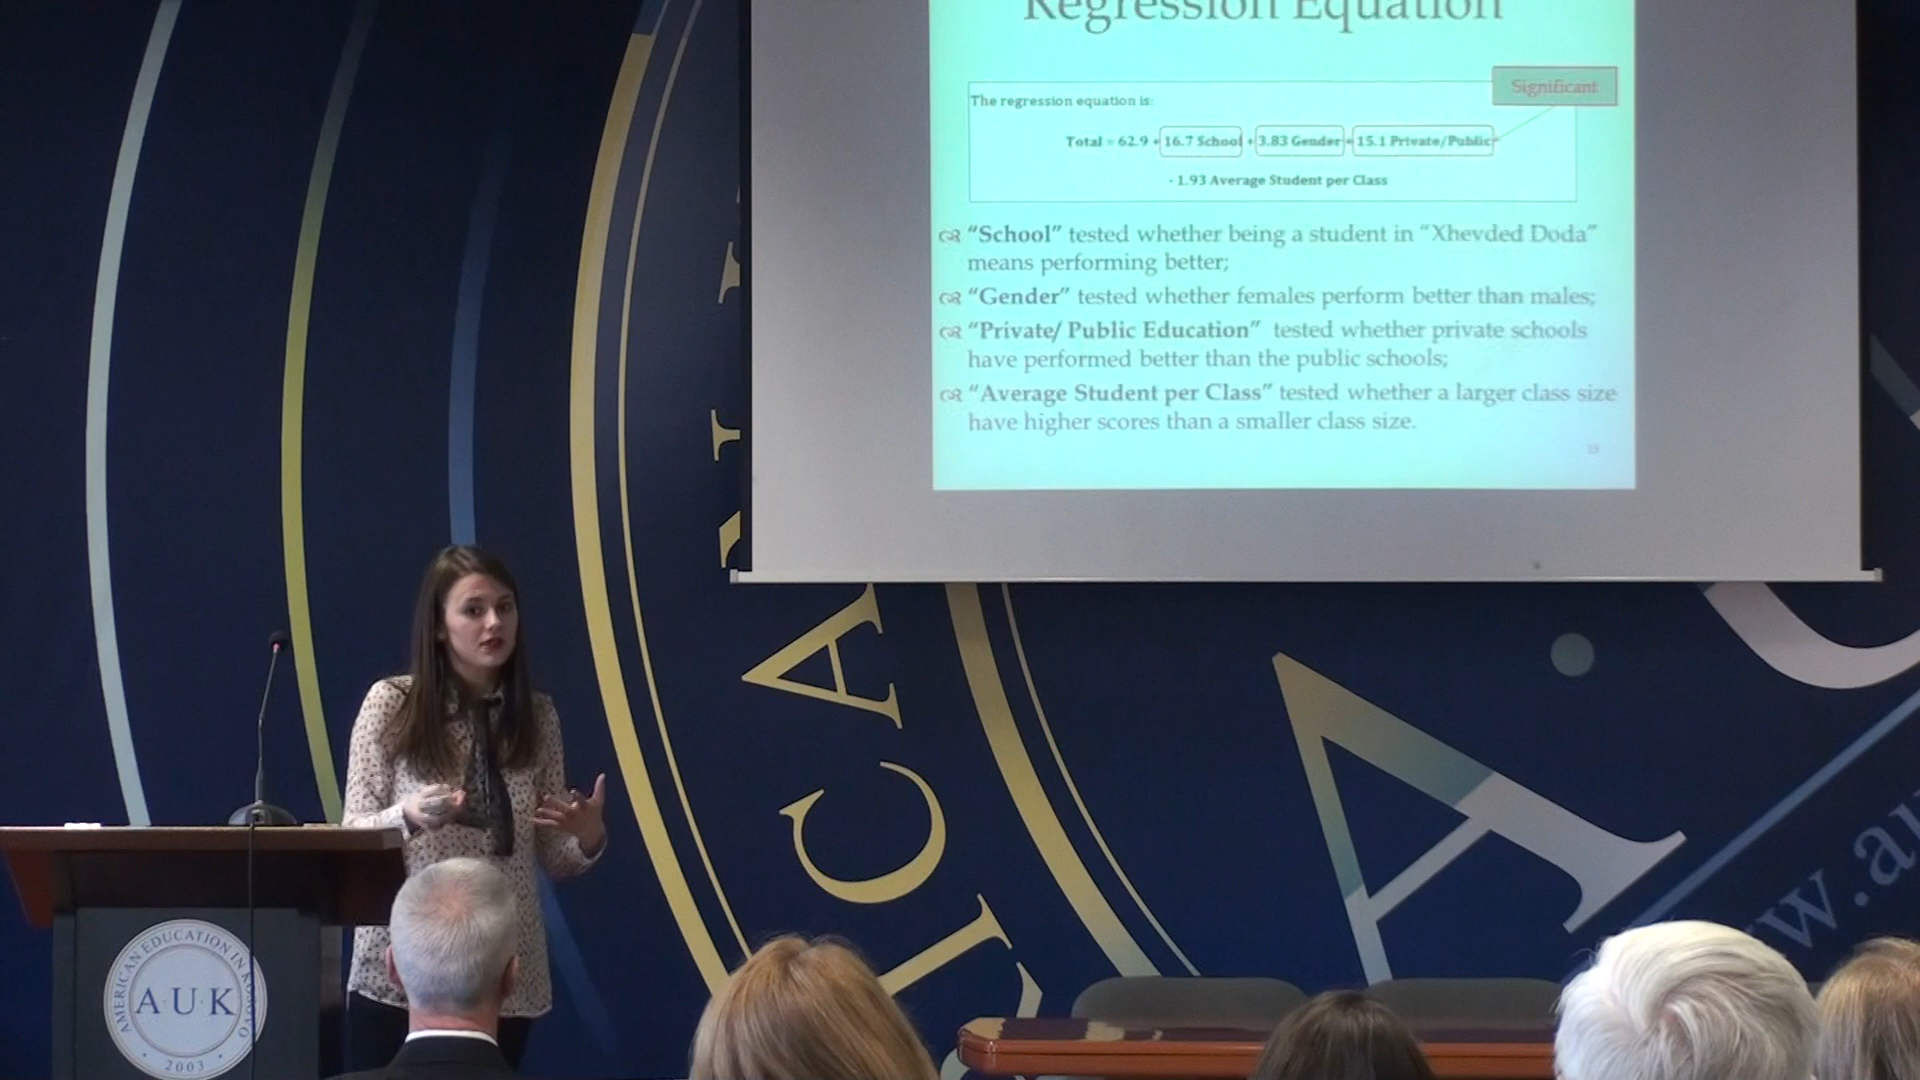 Regression Equation
Significant
The regression equation is:
Total = 62.9 + 16.7 School + 3.83 Gender + 15.1 Private/Public
- 1.93 Average Student per Class
“School” tested whether being a student in “Xhevded Doda”
means performing better;
“Gender” tested whether females perform better than males;
“Private/ Public Education” tested whether private schools
have performed better than the public schools;
“Average Student per Class” tested whether a larger class size
have higher scores than a smaller class size.
ICA
A
w.au
AMERICAN EDUCATION IN KOSOVO
A.U.K
2003